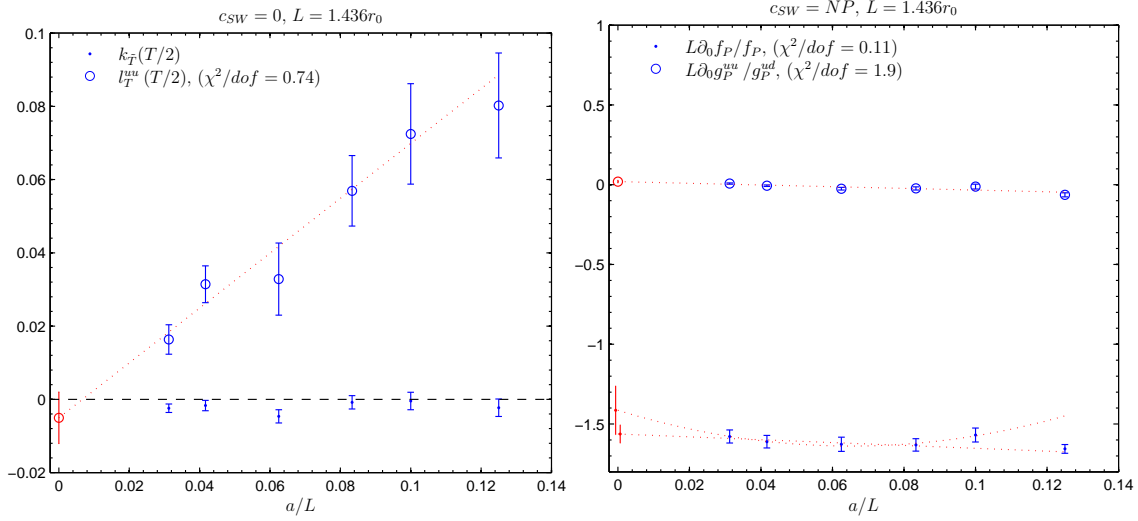 c_{SW} = 0, L = 1.436r_0
0.1
0.08
0.06
0.04
0.02
0
−0.02
k_{\tilde{T}}(T/2)
l_T^{uu}(T/2), (χ²/dof = 0.74)
0 0.02 0.04 0.06 0.08 0.1 0.12 0.14
a/L
c_{SW} = NP, L = 1.436r_0
1
0.5
0
−0.5
−1
−1.5
L∂_0 f_P/f_P, (χ²/dof = 0.11)
L∂_0 g_P^{uu}/g_P^{ud}, (χ²/dof = 1.9)
0 0.02 0.04 0.06 0.08 0.1 0.12 0.14
a/L